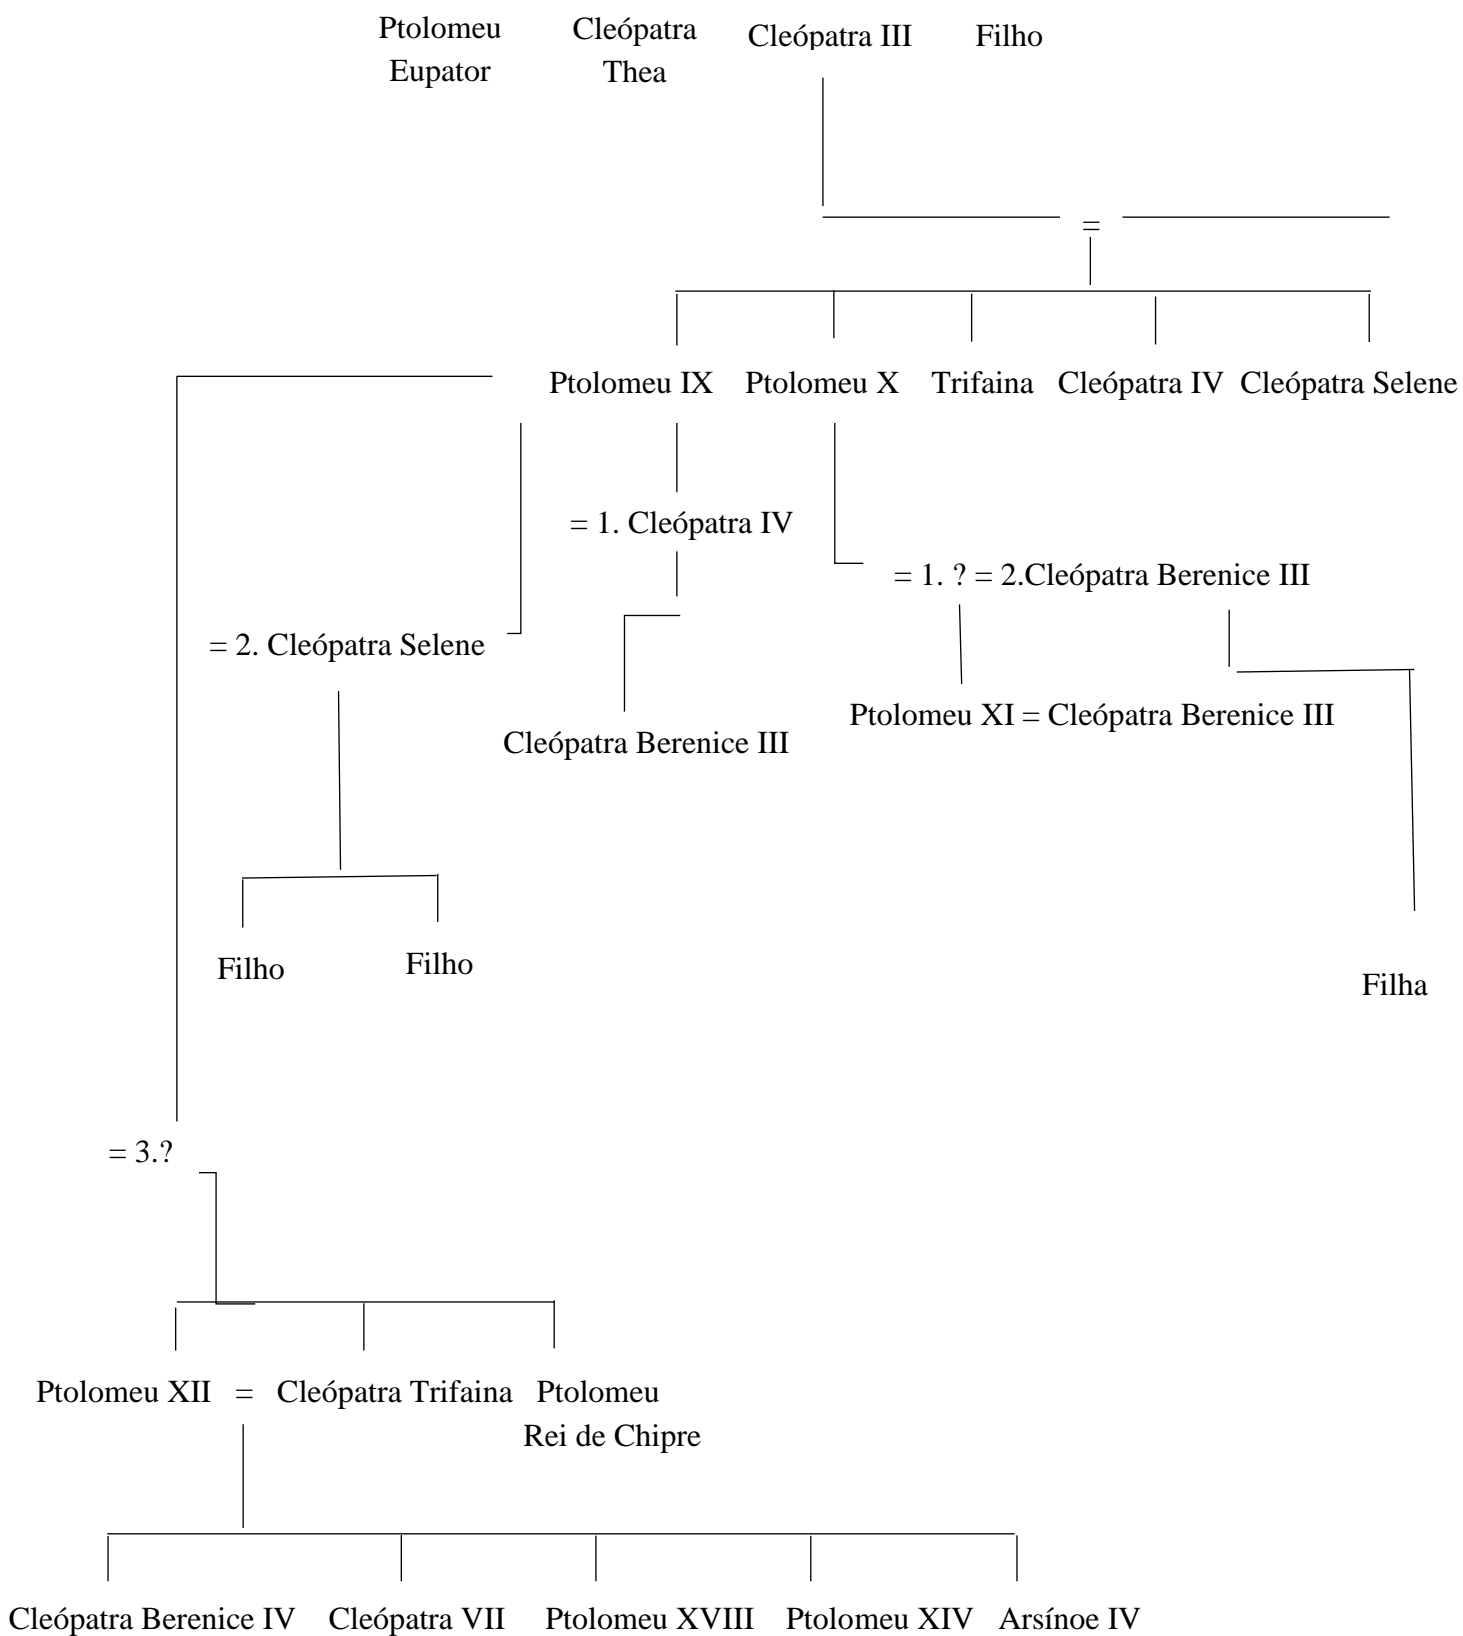 Ptolomeu Eupator
Cleópatra Thea
Cleópatra III
Filho
=
Ptolomeu IX
Ptolomeu X
Trifaina
Cleópatra IV
Cleópatra Selene
= 1. Cleópatra IV
= 1. ? = 2.Cleópatra Berenice III
= 2. Cleópatra Selene
Ptolomeu XI = Cleópatra Berenice III
Cleópatra Berenice III
Filho
Filho
Filha
= 3.?
Ptolomeu XII = Cleópatra Trifaina
Ptolomeu
Rei de Chipre
Cleópatra Berenice IV
Cleópatra VII
Ptolomeu XVIII
Ptolomeu XIV
Arsínoe IV